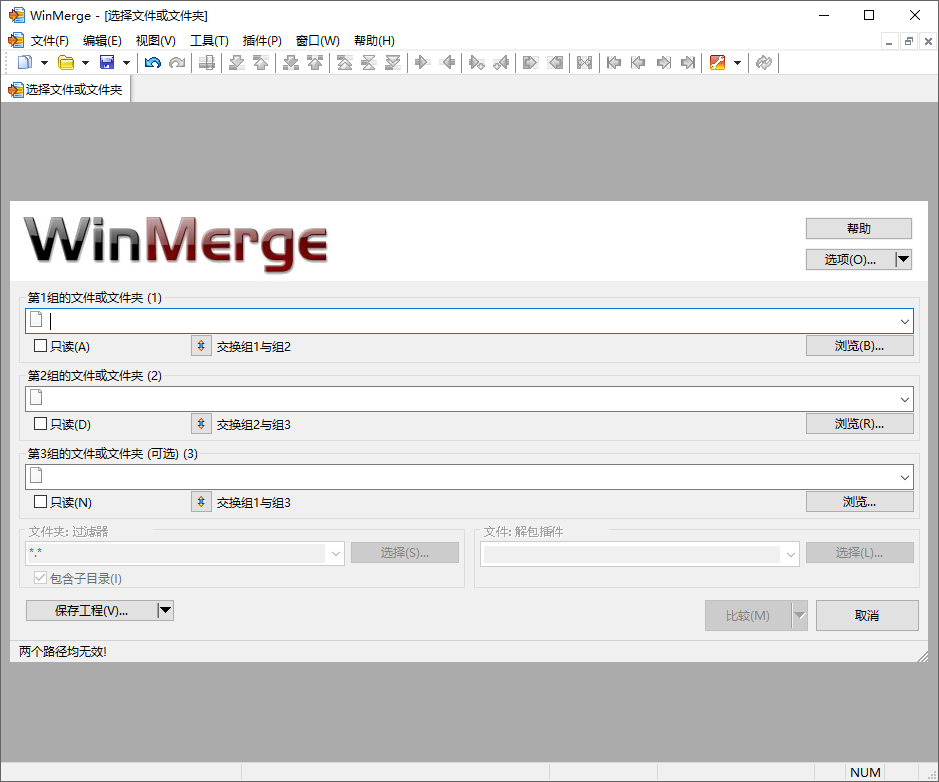 WinMerge - [选择文件或文件夹]
文件(F) 编辑(E) 视图(V) 工具(T) 插件(P) 窗口(W) 帮助(H)
选择文件或文件夹
WinMerge
帮助
选项(O)...
第1组的文件或文件夹 (1)
只读(A) 交换组1与组2 浏览(B)...
第2组的文件或文件夹 (2)
只读(D) 交换组2与组3 浏览(R)...
第3组的文件或文件夹 (可选) (3)
只读(N) 交换组1与组3 浏览...
文件夹: 过滤器 文件: 解包插件
*.* 选择(S)... 选择(L)...
包含子目录(I)
保存工程(V)... 比较(M) 取消
两个路径均无效!
NUM